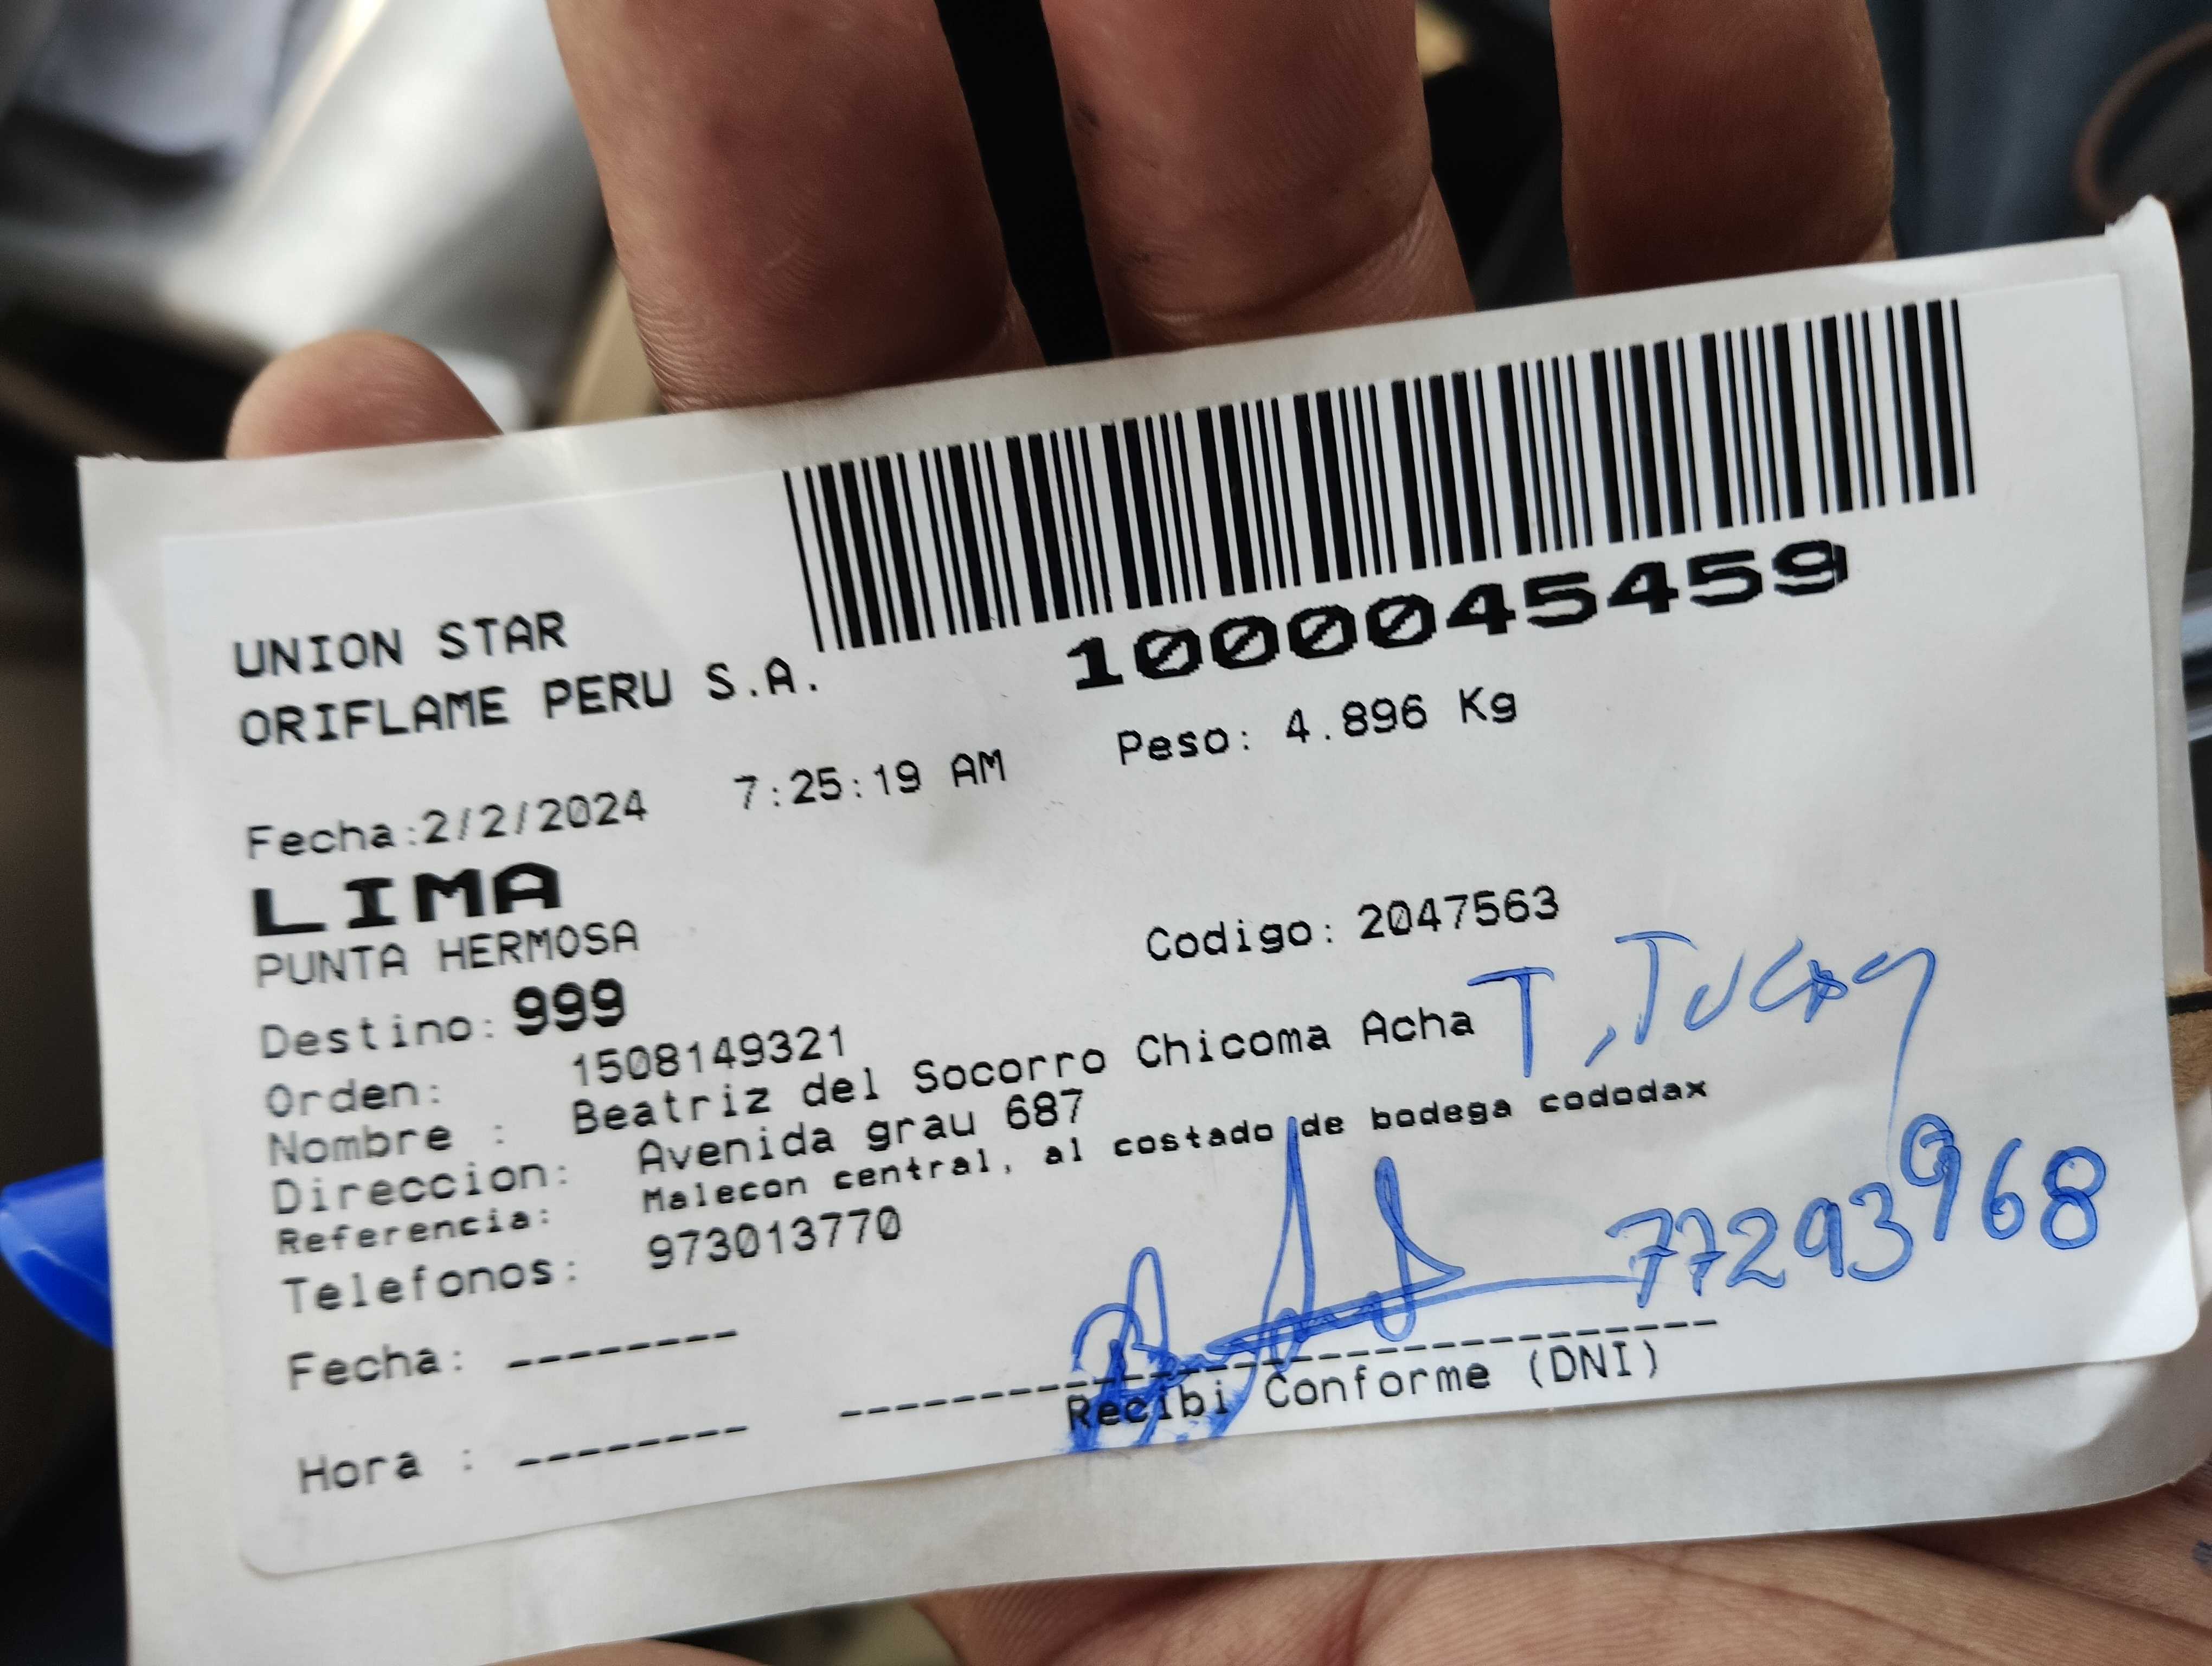 1000045459
UNION STAR
ORIFLAME PERU S.A.
Peso: 4.896 Kg
Fecha:2/2/2024 7:25:19 AM
LIMA
PUNTA HERMOSA
Codigo: 2047563
Destino: 999
Orden: 1508149321
Nombre : Beatriz del Socorro Chicoma Acha
Direccion: Avenida grau 687
Referencia: Malecon central, al costado de bodega cododax
Telefonos: 973013770
77293968
Fecha: --------
Recibi Conforme (DNI)
Hora : --------